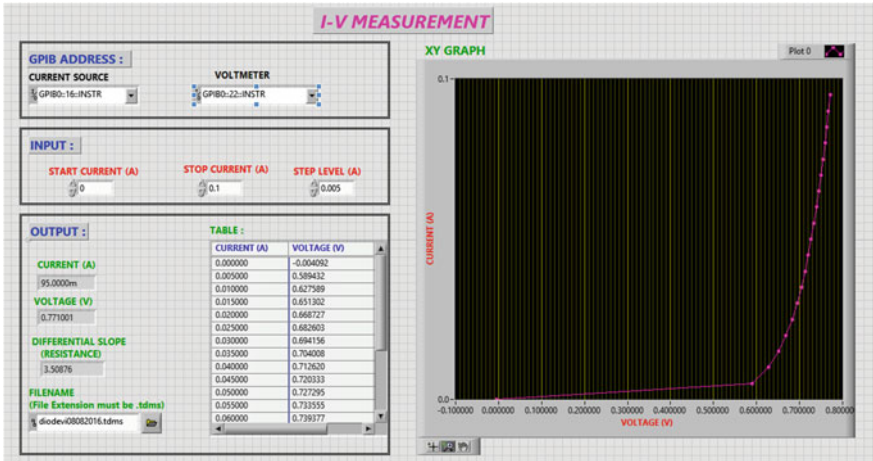 I-V MEASUREMENT
GPIB ADDRESS :
CURRENT SOURCE
VOLTMETER
GPIB0::16::INSTR
GPIB0::22::INSTR
INPUT :
START CURRENT (A)
STOP CURRENT (A)
STEP LEVEL (A)
0
0.1
0.005
OUTPUT :
CURRENT (A)
95.0000m
VOLTAGE (V)
0.771001
DIFFERENTIAL SLOPE
(RESISTANCE)
3.50876
FILENAME
(File Extension must be .tdms)
diodevi08082016.tdms
TABLE :
CURRENT (A) VOLTAGE (V)
0.000000 -0.004092
0.005000 0.589432
0.010000 0.627589
0.015000 0.651302
0.020000 0.668727
0.025000 0.682603
0.030000 0.694156
0.035000 0.704008
0.040000 0.712620
0.045000 0.720333
0.050000 0.727295
0.055000 0.733555
0.060000 0.739377
XY GRAPH
Plot 0
0.1
CURRENT (A)
0.0
-0.100000 0.000000 0.100000 0.200000 0.300000 0.400000 0.500000 0.600000 0.700000 0.80000
VOLTAGE (V)